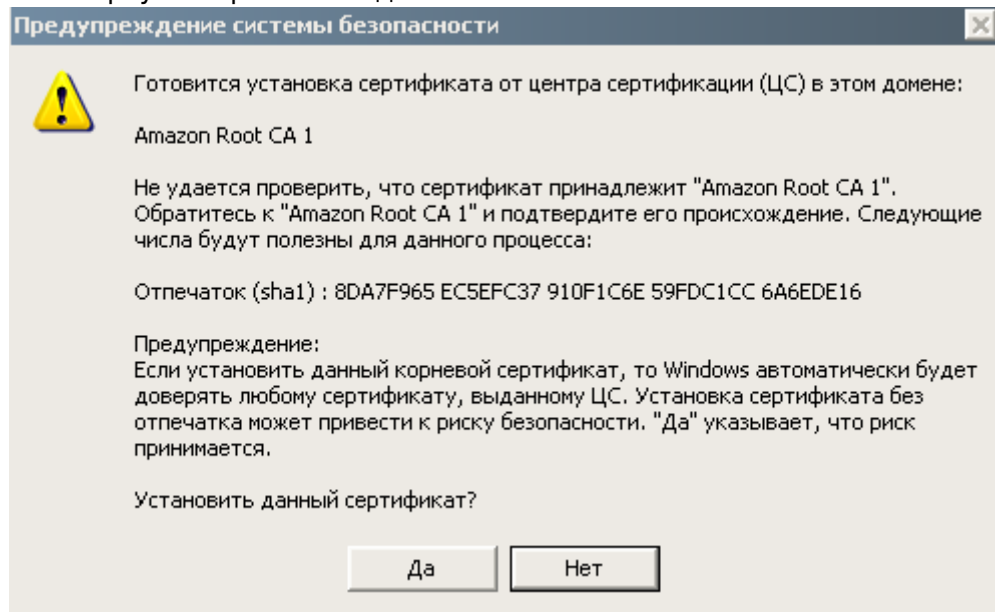 Предупреждение системы безопасности
Готовится установка сертификата от центра сертификации (ЦС) в этом домене:
Amazon Root CA 1
Не удается проверить, что сертификат принадлежит "Amazon Root CA 1".
Обратитесь к "Amazon Root CA 1" и подтвердите его происхождение. Следующие
числа будут полезны для данного процесса:
Отпечаток (sha1) : 8DA7F965 EC5EFC37 910F1C6E 59FDC1CC 6A6EDE16
Предупреждение:
Если установить данный корневой сертификат, то Windows автоматически будет
доверять любому сертификату, выданному ЦС. Установка сертификата без
отпечатка может привести к риску безопасности. "Да" указывает, что риск
принимается.
Установить данный сертификат?
Да
Нет